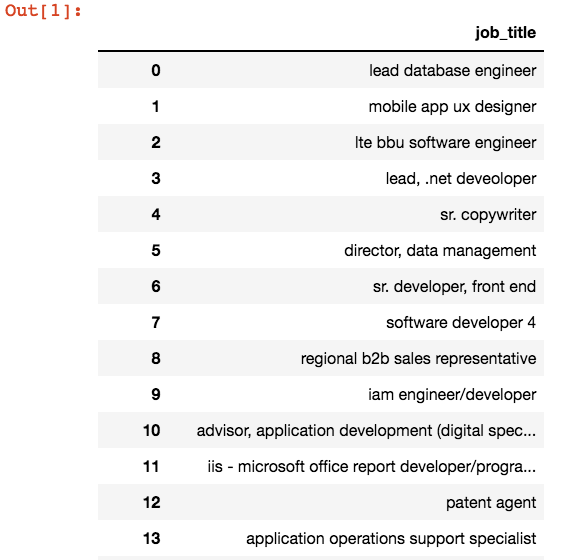 Out[1]:
job_title
0 lead database engineer
1 mobile app ux designer
2 lte bbu software engineer
3 lead, .net deveoloper
4 sr. copywriter
5 director, data management
6 sr. developer, front end
7 software developer 4
8 regional b2b sales representative
9 iam engineer/developer
10 advisor, application development (digital spec...
11 iis - microsoft office report developer/progra...
12 patent agent
13 application operations support specialist